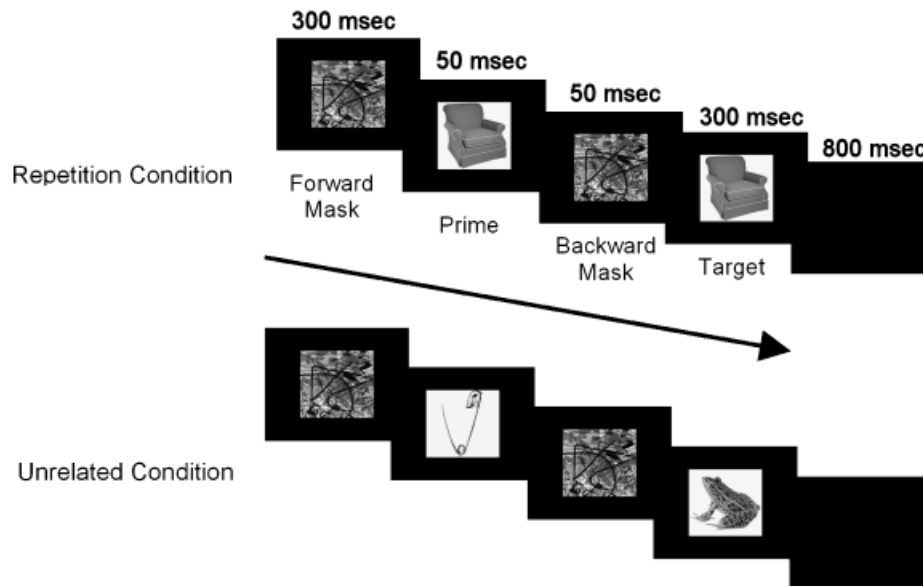 300 msec
50 msec
50 msec
300 msec
800 msec
Repetition Condition
Forward
Mask
Prime
Backward
Mask
Target
Unrelated Condition